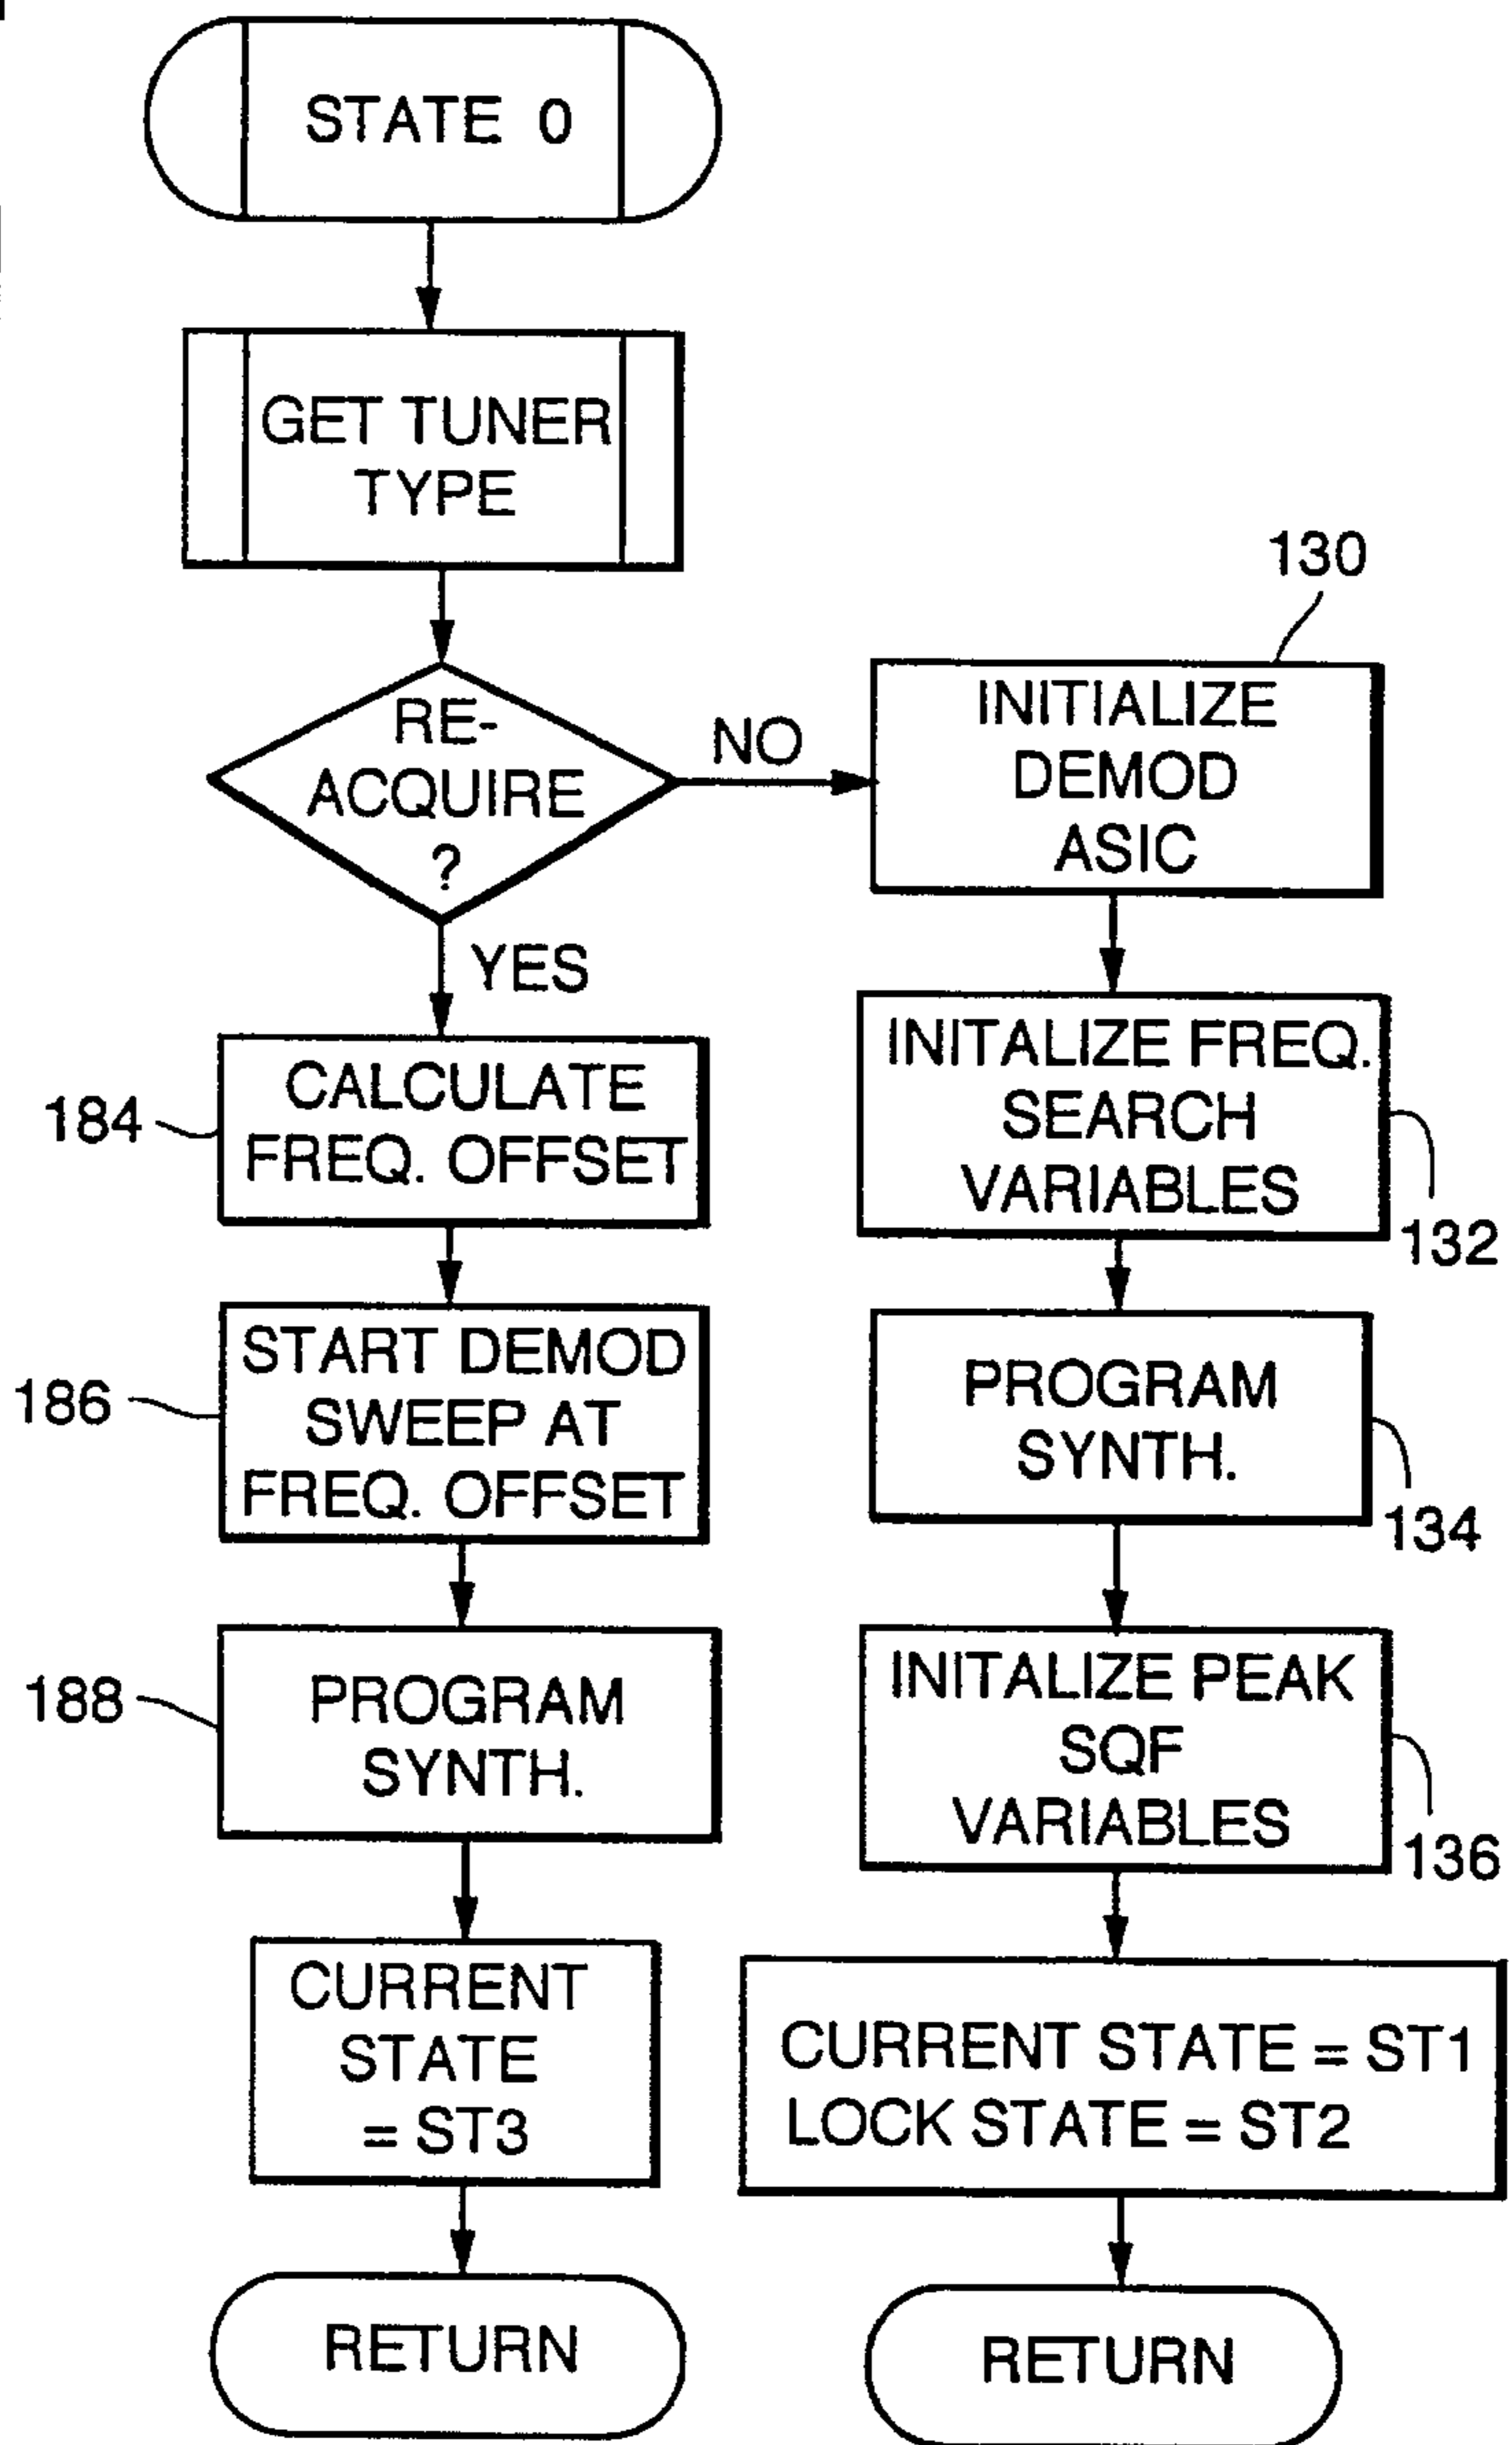 STATE 0
GET TUNER
TYPE
RE-
ACQUIRE
?
NO
YES
130
INITIALIZE
DEMOD
ASIC
184
CALCULATE
FREQ. OFFSET
INITALIZE FREQ.
SEARCH
VARIABLES
132
186
START DEMOD
SWEEP AT
FREQ. OFFSET
PROGRAM
SYNTH.
134
188
PROGRAM
SYNTH.
INITALIZE PEAK
SQF
VARIABLES
136
CURRENT
STATE
= ST3
CURRENT STATE = ST1
LOCK STATE = ST2
RETURN
RETURN